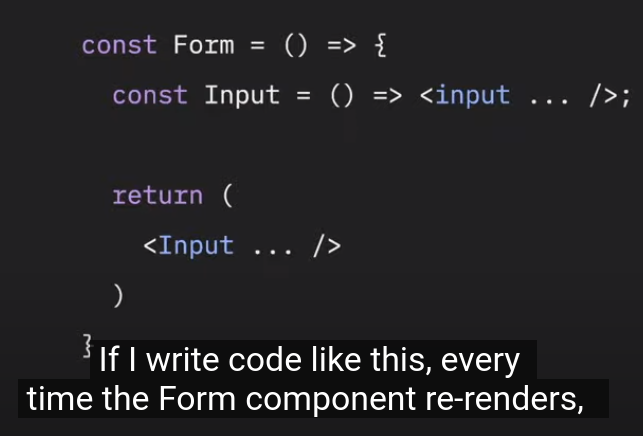 const Form = () => {
const Input = () => <input ... />;
return (
<Input ... />
)
}
If I write code like this, every
time the Form component re-renders,